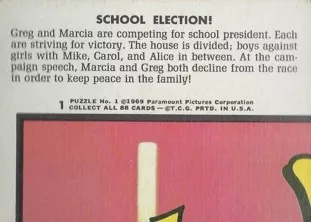 SCHOOL ELECTION!
Greg and Marcia are competing for school president. Each
are striving for victory. The house is divided; boys against
girls with Mike, Carol, and Alice in between. At the cam-
paign speech, Marcia and Greg both decline from the race
in order to keep peace in the family!
1 PUZZLE No. 1 ©1969 Paramount Pictures Corporation
COLLECT ALL 88 CARDS—©T.C.G. PRTD. IN U.S.A.